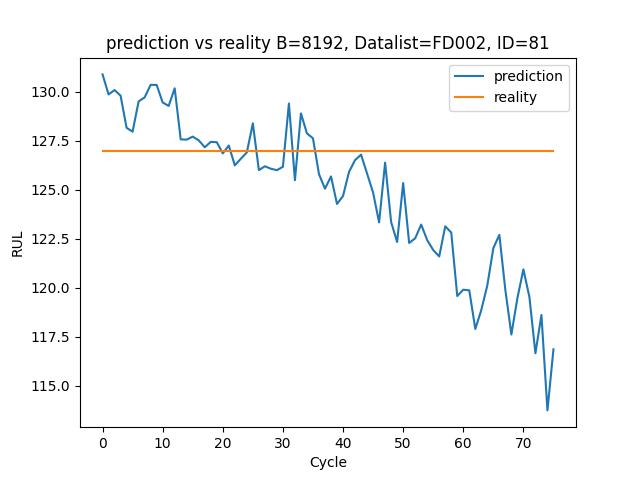 prediction vs reality B=8192, Datalist=FD002, ID=81
prediction
reality
130.0
127.5
125.0
122.5
120.0
117.5
115.0
RUL
0 10 20 30 40 50 60 70
Cycle